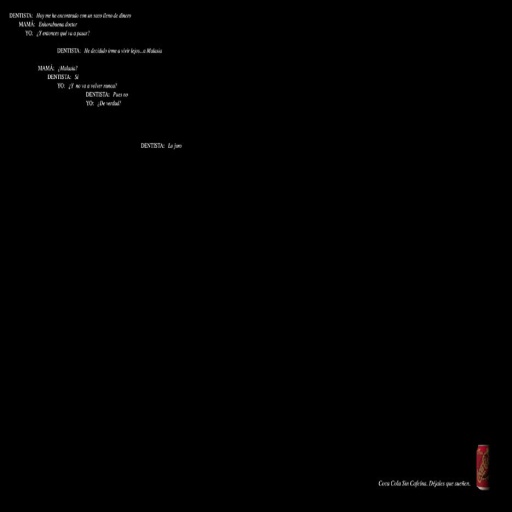 DENTISTA: Hoy me he encontrado con un saco lleno de dinero
MAMÁ: Enhorabuena doctor
YO: ¿Y entonces qué va a pasar?
DENTISTA: He decidido irme a vivir lejos...a Malasia
MAMÁ: ¿Malasia?
DENTISTA: Sí
YO: ¿Y no va a volver nunca?
DENTISTA: Pues no
YO: ¿De verdad?
DENTISTA: Lo juro
Coca Cola Sin Cafeína. Déjales que sueñen.